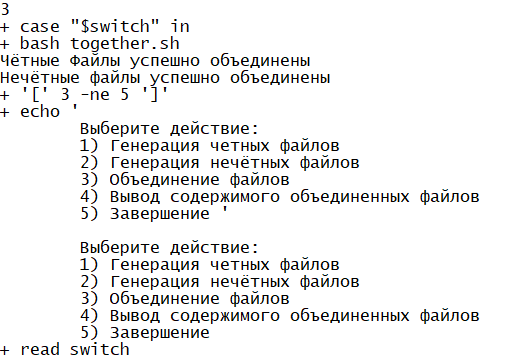 3
+ case "$switch" in
+ bash together.sh
Чётные Файлы успешно объединены
Нечётные файлы успешно объединены
+ '[' 3 -ne 5 ']'
+ echo '
Выберите действие:
1) Генерация четных файлов
2) Генерация нечётных файлов
3) Объединение файлов
4) Вывод содержимого объединенных файлов
5) Завершение '
Выберите действие:
1) Генерация четных файлов
2) Генерация нечётных файлов
3) Объединение файлов
4) Вывод содержимого объединенных файлов
5) Завершение
+ read switch